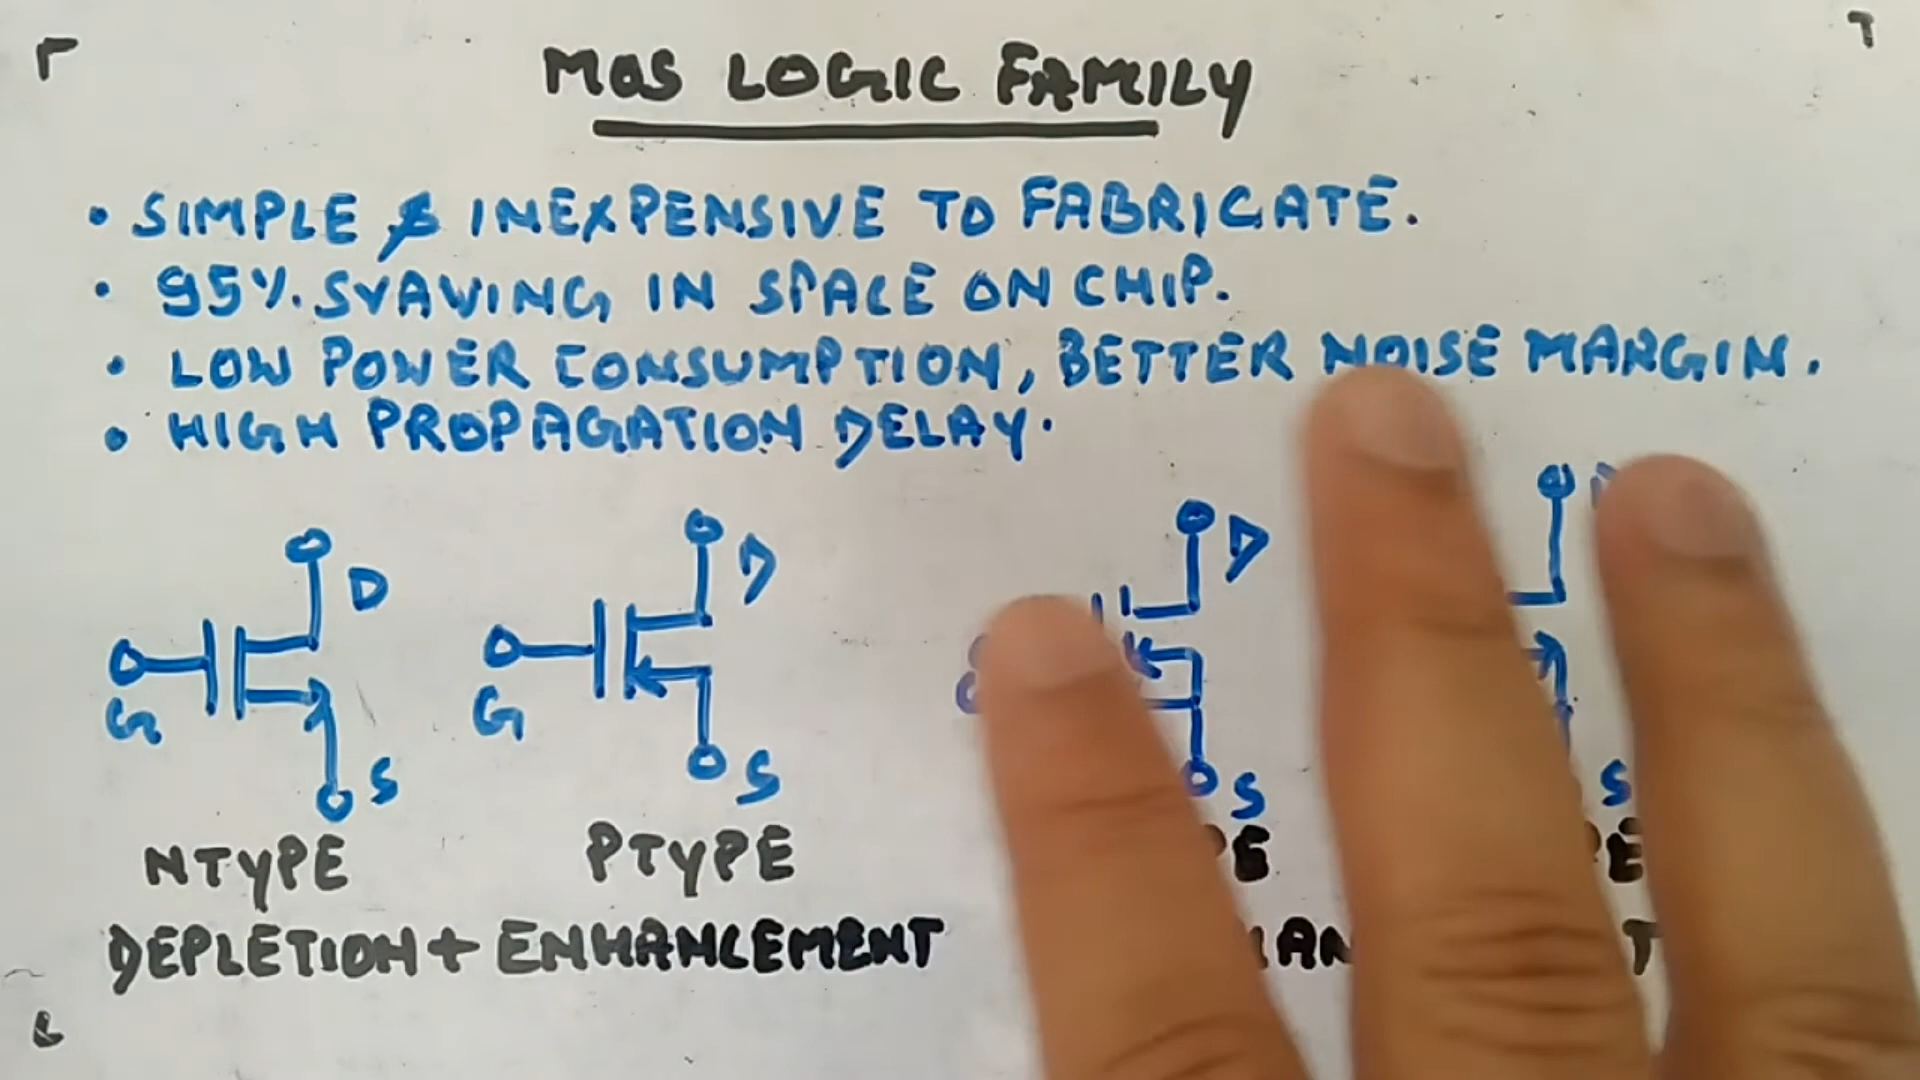 MOS LOGIC FAMILY
• SIMPLE & INEXPENSIVE TO FABRICATE.
• 95%. SVAVING IN SPACE ON CHIP.
• LOW POWER CONSUMPTION, BETTER NOISE MARGIN.
• HIGH PROPAGATION DELAY.
D D D
G G
S S S S
NTYPE PTYPE
DEPLETION + ENHANCEMENT